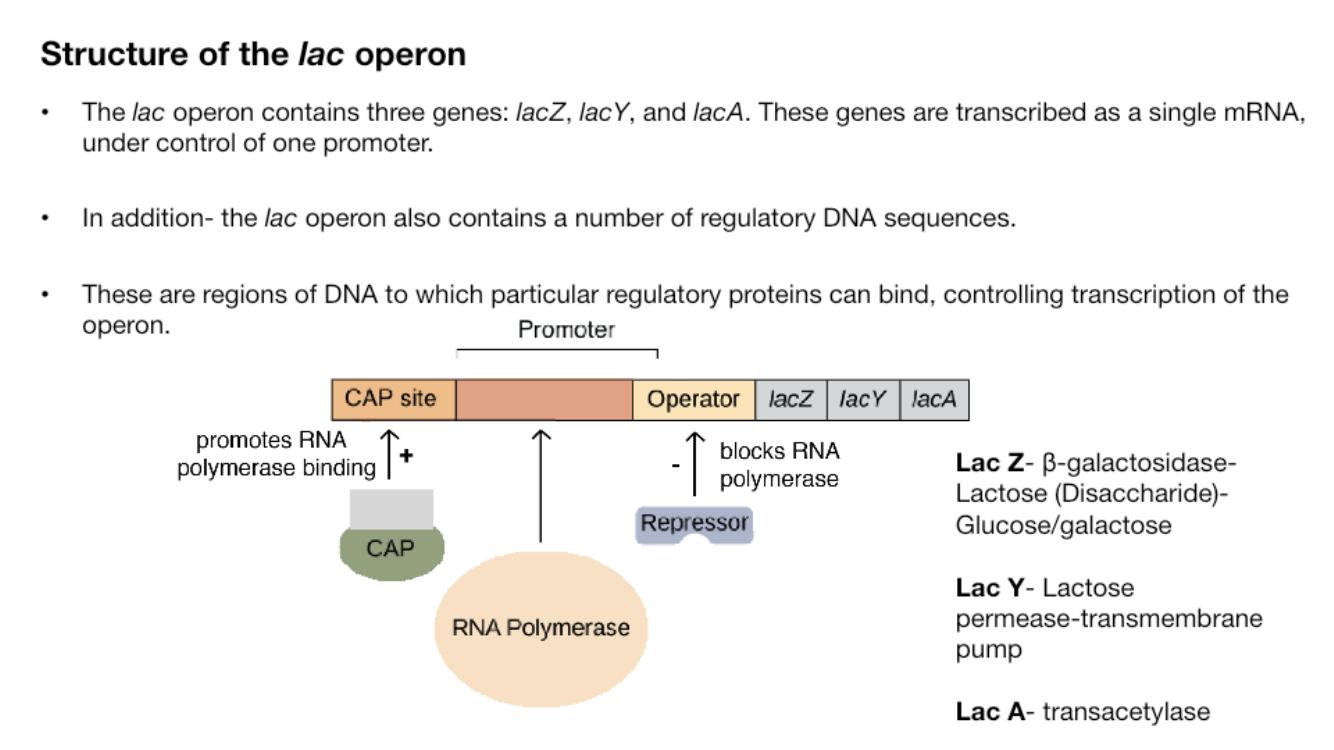 Structure of the lac operon
• The lac operon contains three genes: lacZ, lacY, and lacA. These genes are transcribed as a single mRNA,
under control of one promoter.
• In addition- the lac operon also contains a number of regulatory DNA sequences.
• These are regions of DNA to which particular regulatory proteins can bind, controlling transcription of the
operon.
Promoter
CAP site
Operator
lacZ
lacY
lacA
promotes RNA
polymerase binding
+
-
blocks RNA
polymerase
CAP
RNA Polymerase
Repressor
Lac Z- β-galactosidase-
Lactose (Disaccharide)-
Glucose/galactose
Lac Y- Lactose
permease-transmembrane
pump
Lac A- transacetylase